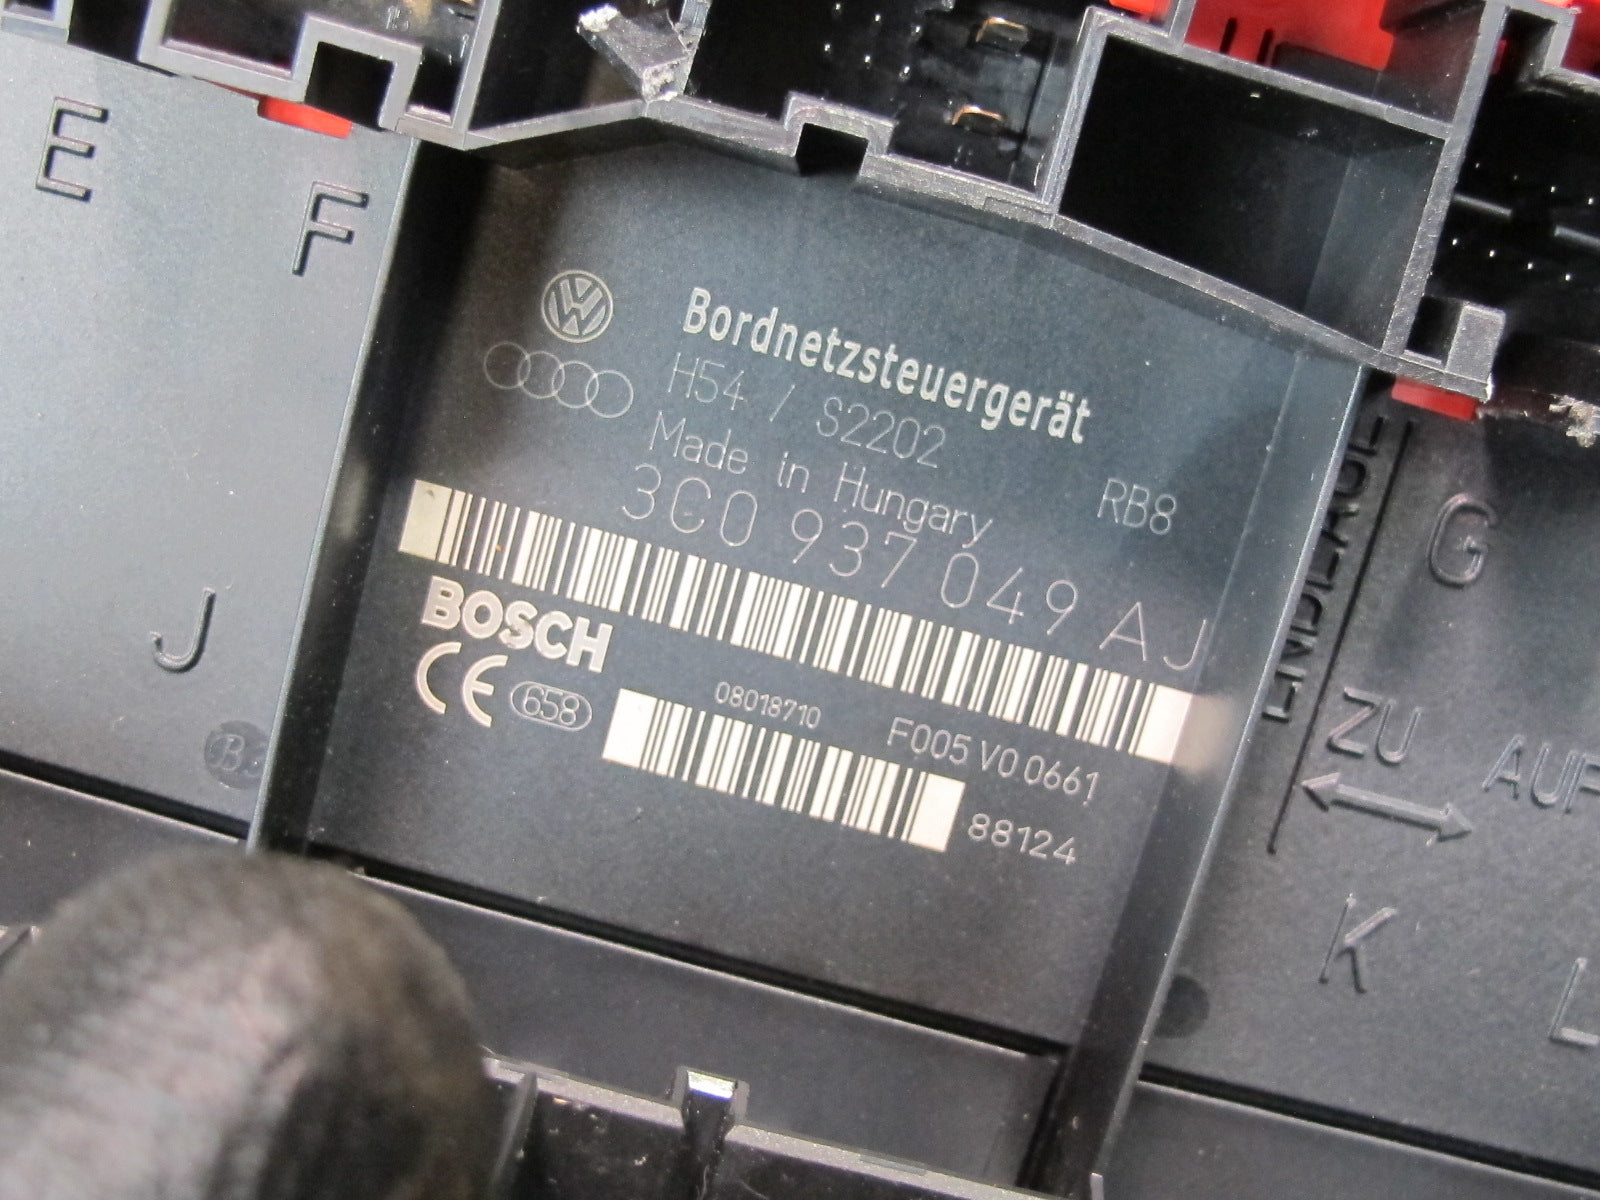 E
F
Bordnetzsteuergerät
H54 / S2202
Made in Hungary
RB8
3C0 937 049 AJ
BOSCH
CE 658
08018710
F005 V0 0661
88124
J
G
ZU
AUF
K
L